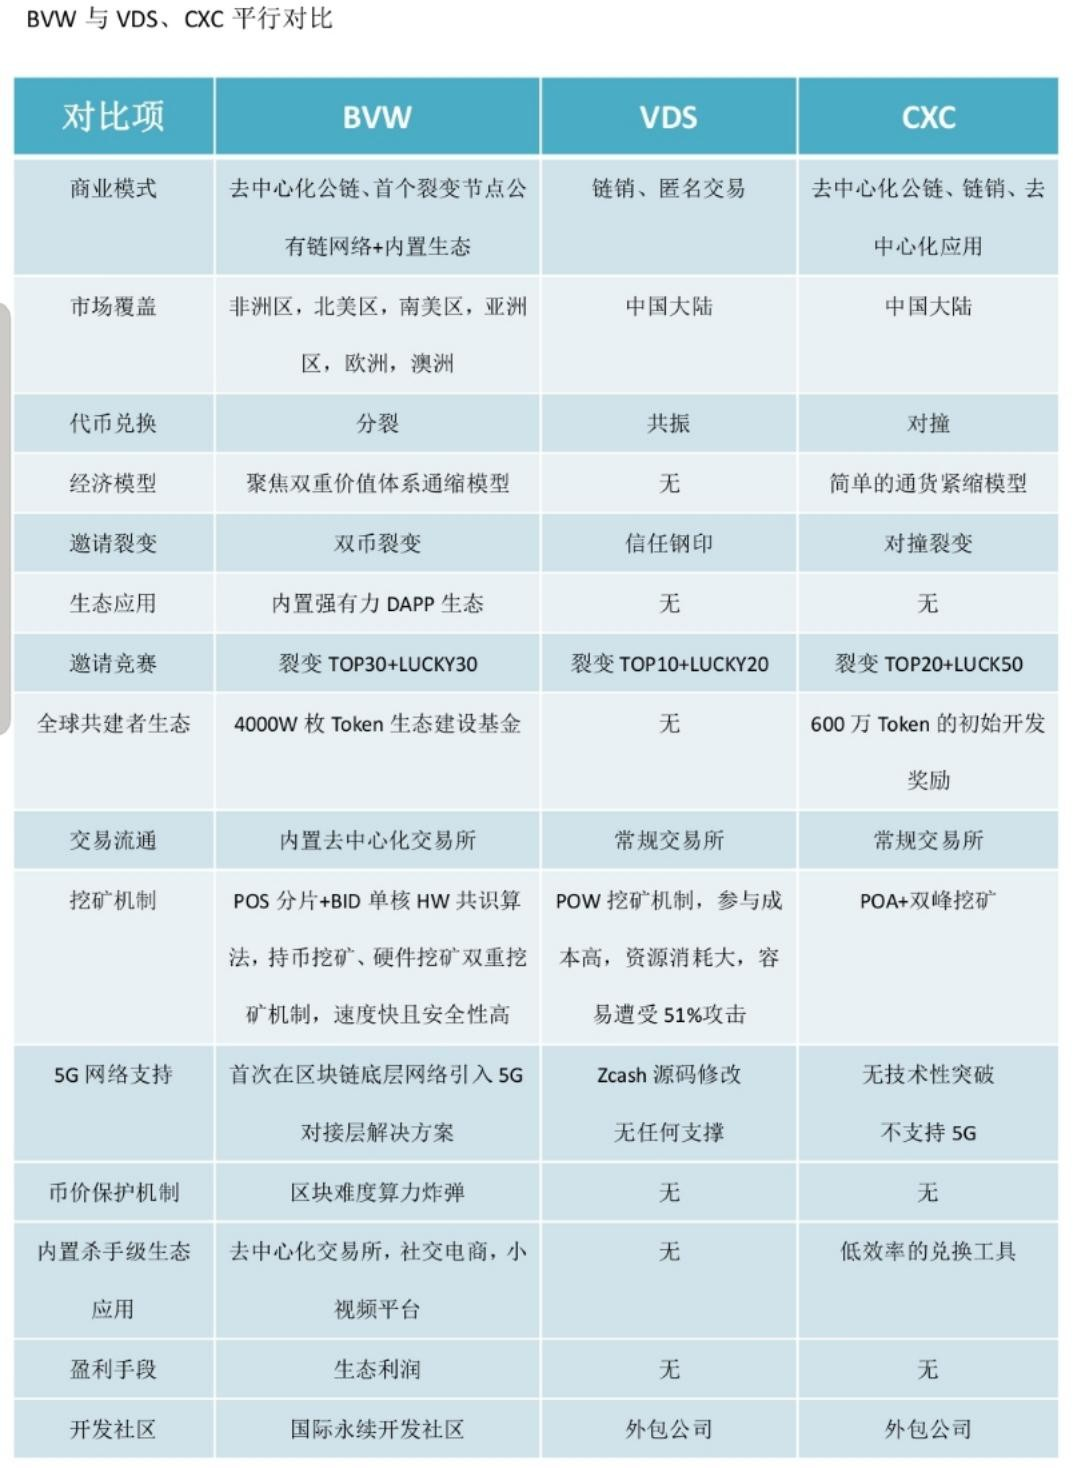 BVW 与 VDS、CXC 平行对比
对比项 BVW VDS CXC
商业模式 去中心化公链、首个裂变节点公 链销、匿名交易 去中心化公链、链销、去
有链网络+内置生态 中心化应用
市场覆盖 非洲区，北美区，南美区，亚洲 中国大陆 中国大陆
区，欧洲，澳洲
代币兑换 分裂 共振 对撞
经济模型 聚焦双重价值体系通缩模型 无 简单的通货紧缩模型
邀请裂变 双币裂变 信任钢印 对撞裂变
生态应用 内置强有力 DAPP 生态 无 无
邀请竞赛 裂变 TOP30+LUCKY30 裂变 TOP10+LUCKY20 裂变 TOP20+LUCK50
全球共建者生态 4000W 枚 Token 生态建设基金 无 600 万 Token 的初始开发
奖励
交易流通 内置去中心化交易所 常规交易所 常规交易所
挖矿机制 POS 分片+BID 单核 HW 共识算 POW 挖矿机制，参与成 POA+双峰挖矿
法，持币挖矿、硬件挖矿双重挖 本高，资源消耗大，容
矿机制，速度快且安全性高 易遭受 51%攻击
5G 网络支持 首次在区块链底层网络引入 5G Zcash 源码修改 无技术性突破
对接层解决方案 无任何支撑 不支持 5G
币价保护机制 区块难度算力炸弹 无 无
内置杀手级生态 去中心化交易所，社交电商，小 无 低效率的兑换工具
应用 视频平台
盈利手段 生态利润 无 无
开发社区 国际永续开发社区 外包公司 外包公司